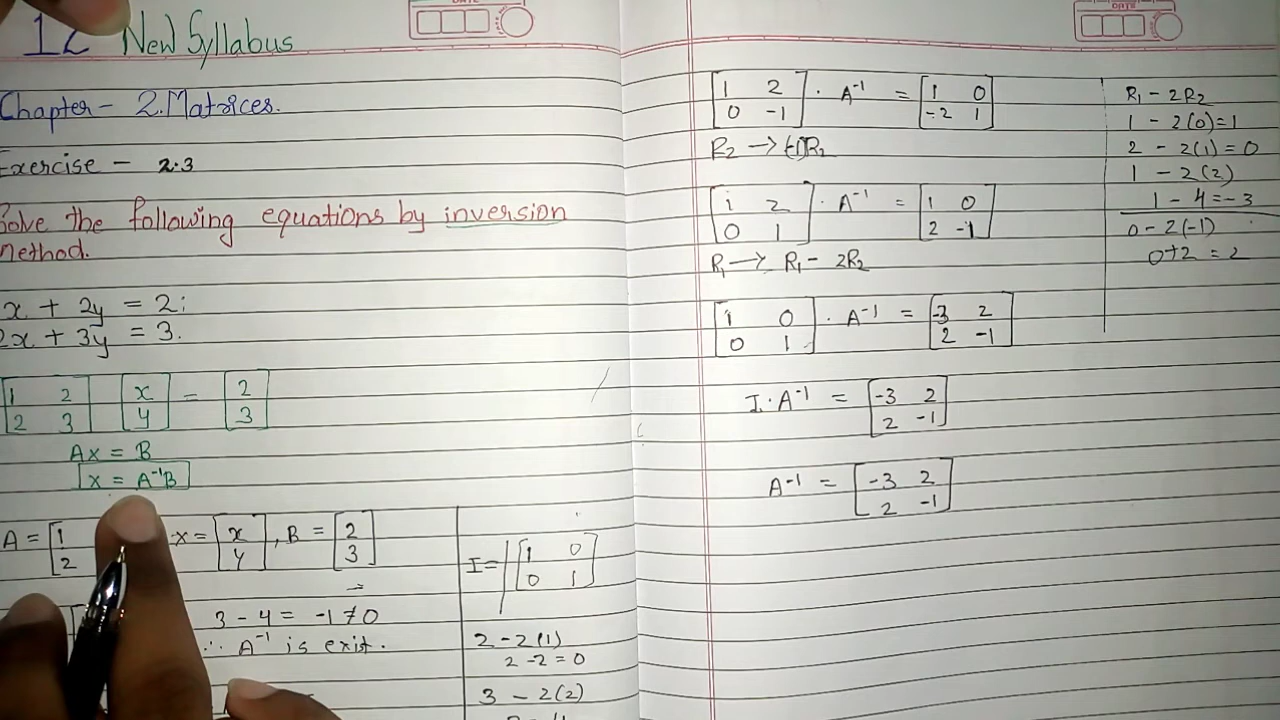 12 New Syllabus
Chapter - 2. Matrices.
Exercise - 2.3
Solve the following equations by inversion
Method.
x + 2y = 2;
2x + 3y = 3.
[1 2
2 3] [x
y] = [2
3]
Ax = B
x = A⁻¹B
A = [1
2 x = [x
y], B = [2
3]
3 - 4 = -1 ≠ 0
∴ A⁻¹ is exist.
I = [1 0
0 1]
2 - 2(1)
2 - 2 = 0
3 - 2(2)
DATE
[1 2
0 -1] · A⁻¹ = [1 0
-2 1]
R₂ → (-1)R₂
[1 2
0 1] · A⁻¹ = [1 0
2 -1]
R₁ → R₁ - 2R₂
[1 0
0 1] · A⁻¹ = [-3 2
2 -1]
I · A⁻¹ = [-3 2
2 -1]
A⁻¹ = [-3 2
2 -1]
DATE
R₁ - 2R₂
1 - 2(0) = 1
2 - 2(1) = 0
1 - 2(2)
1 - 4 = -3
0 - 2(-1)
0 + 2 = 2